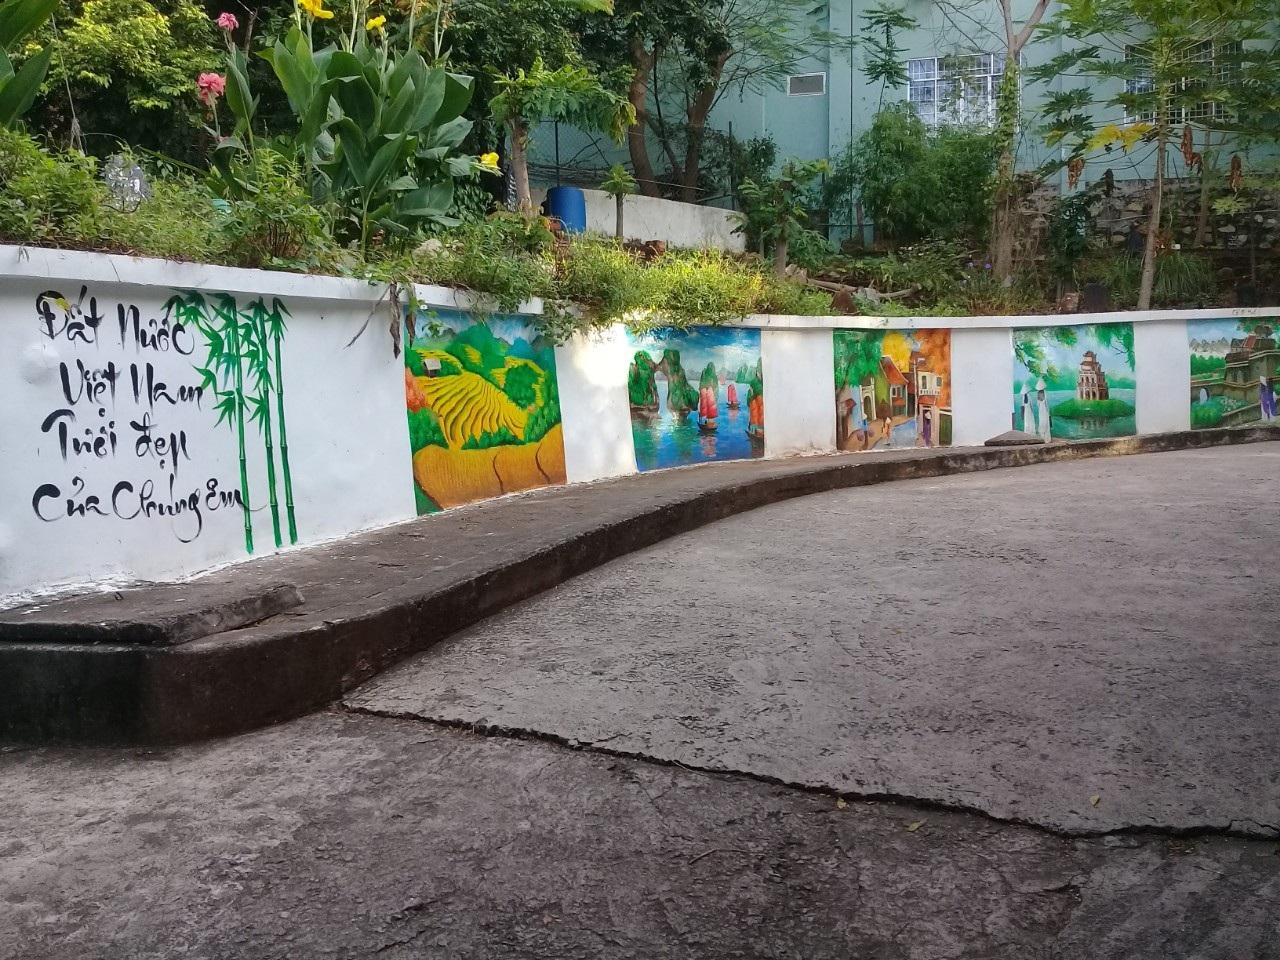 Đất Nước
Việt Nam
Tươi đẹp
Của Chúng Em